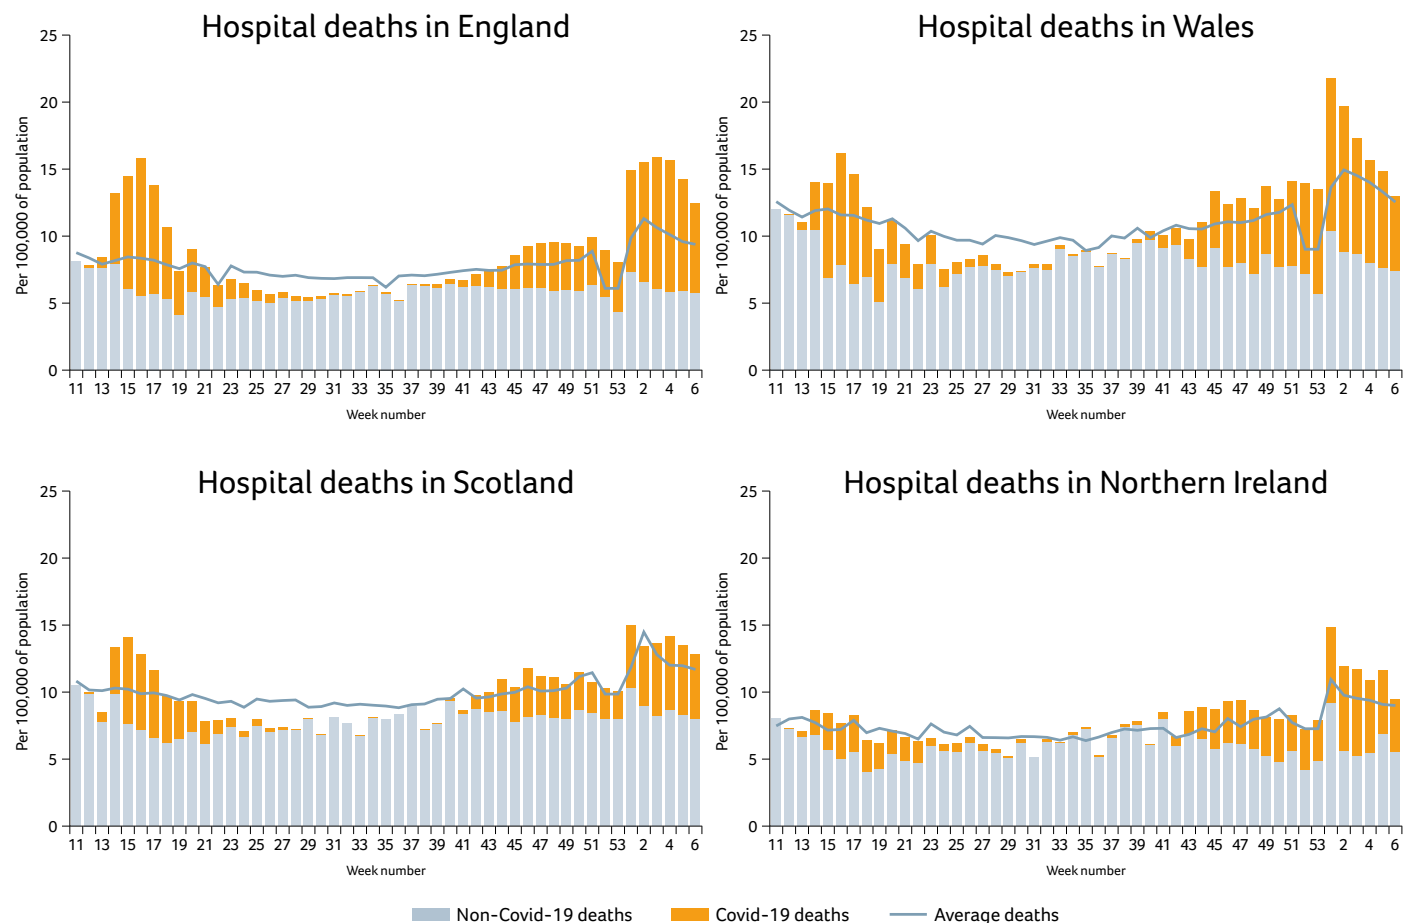 Hospital deaths in England
25
20
15
10
5
0
Per 100,000 of population
11 13 15 17 19 21 23 25 27 29 31 33 35 37 39 41 43 45 47 49 51 53 2 4 6
Week number
Hospital deaths in Wales
25
20
15
10
5
0
Per 100,000 of population
11 13 15 17 19 21 23 25 27 29 31 33 35 37 39 41 43 45 47 49 51 53 2 4 6
Week number
Hospital deaths in Scotland
25
20
15
10
5
0
Per 100,000 of population
11 13 15 17 19 21 23 25 27 29 31 33 35 37 39 41 43 45 47 49 51 53 2 4 6
Week number
Hospital deaths in Northern Ireland
25
20
15
10
5
0
Per 100,000 of population
11 13 15 17 19 21 23 25 27 29 31 33 35 37 39 41 43 45 47 49 51 53 2 4 6
Week number
Non-Covid-19 deaths Covid-19 deaths Average deaths